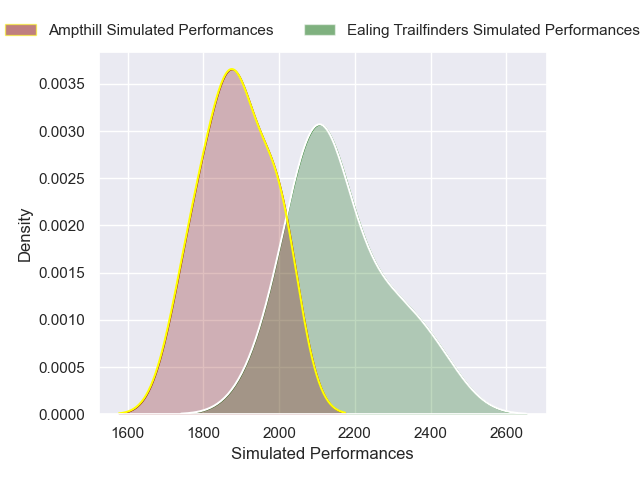 Ampthill Simulated Performances
Ealing Trailfinders Simulated Performances
0.0035
0.0030
0.0025
0.0020
0.0015
0.0010
0.0005
0.0000
Density
1600 1800 2000 2200 2400 2600
Simulated Performances